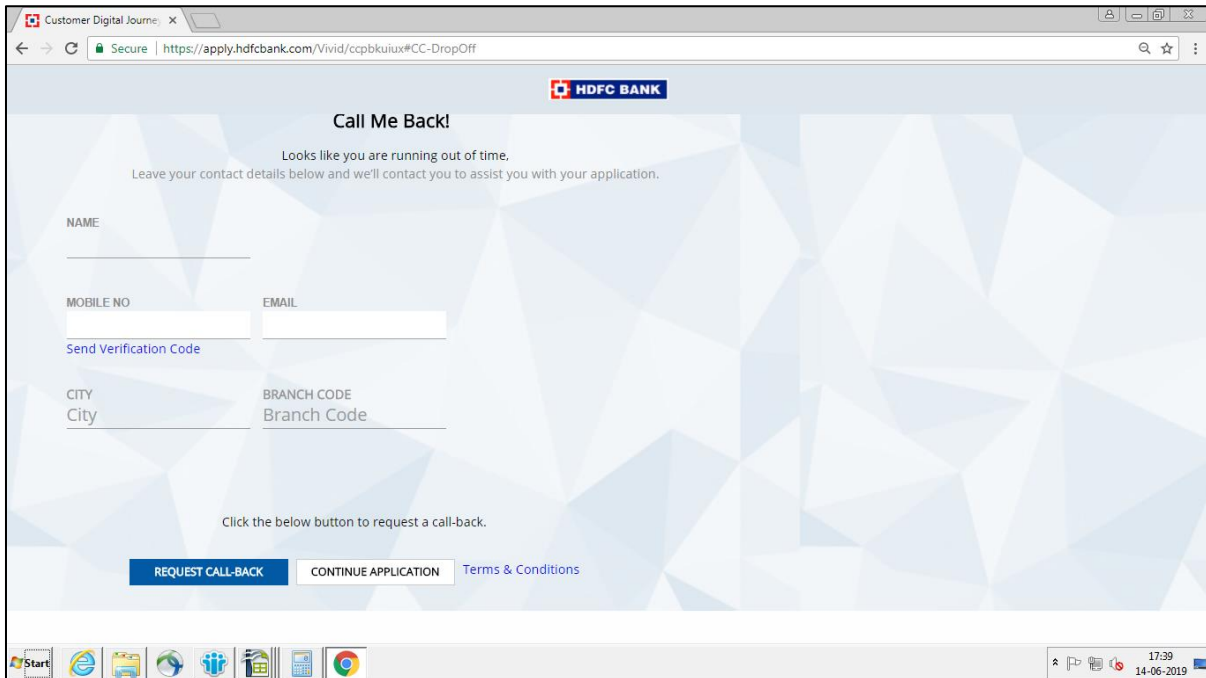 Customer Digital Journe
Secure | https://apply.hdfcbank.com/Vivid/ccpbkuiux#CC-DropOff
HDFC BANK
Call Me Back!
Looks like you are running out of time,
Leave your contact details below and we'll contact you to assist you with your application.
NAME
MOBILE NO EMAIL
Send Verification Code
CITY BRANCH CODE
City Branch Code
Click the below button to request a call-back.
REQUEST CALL-BACK CONTINUE APPLICATION Terms & Conditions
Start 17:39
14-06-2019